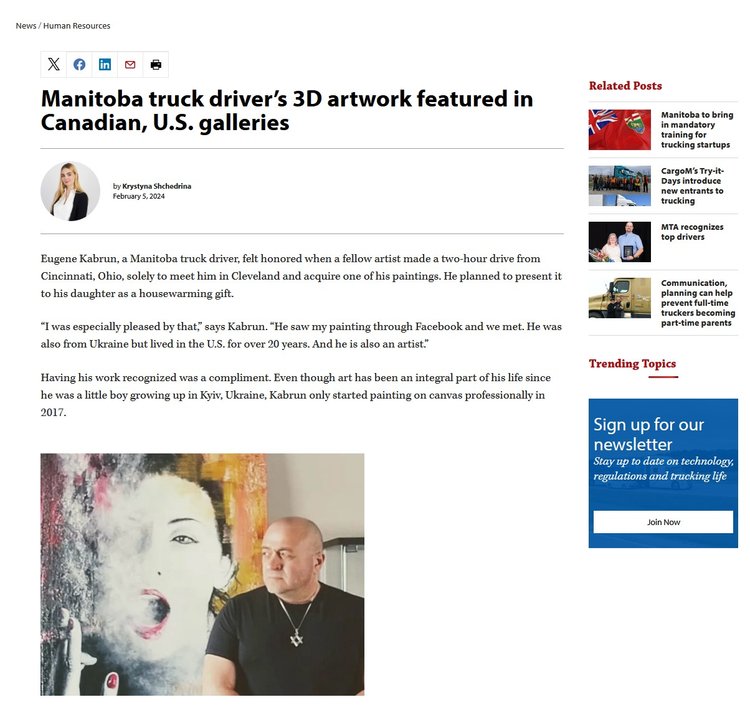 News / Human Resources
Manitoba truck driver’s 3D artwork featured in
Canadian, U.S. galleries
by Krystyna Shchedrina
February 5, 2024
Eugene Kabrun, a Manitoba truck driver, felt honored when a fellow artist made a two-hour drive from
Cincinnati, Ohio, solely to meet him in Cleveland and acquire one of his paintings. He planned to present it
to his daughter as a housewarming gift.
“I was especially pleased by that,” says Kabrun. “He saw my painting through Facebook and we met. He was
also from Ukraine but lived in the U.S. for over 20 years. And he is also an artist.”
Having his work recognized was a compliment. Even though art has been an integral part of his life since
he was a little boy growing up in Kyiv, Ukraine, Kabrun only started painting on canvas professionally in
2017.
Related Posts
Manitoba to bring
in mandatory
training for
trucking startups
CargoM’s Try-it-
Days introduce
new entrants to
trucking
MTA recognizes
top drivers
Communication,
planning can help
prevent full-time
truckers becoming
part-time parents
Trending Topics
Sign up for our
newsletter
Stay up to date on technology,
regulations and trucking life
Join Now